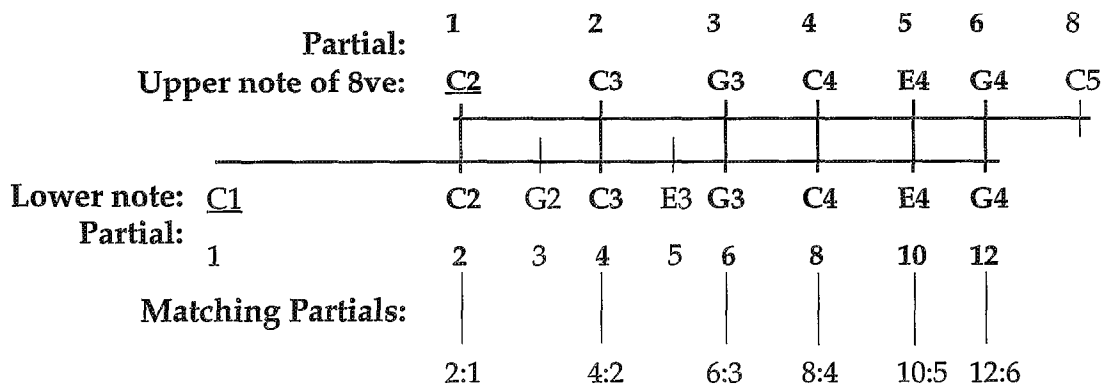 1 2 3 4 5 6 8
Partial:
Upper note of 8ve: C2 C3 G3 C4 E4 G4 C5
Lower note: C1 C2 G2 C3 E3 G3 C4 E4 G4
Partial:
1 2 3 4 5 6 8 10 12
Matching Partials:
2:1 4:2 6:3 8:4 10:5 12:6